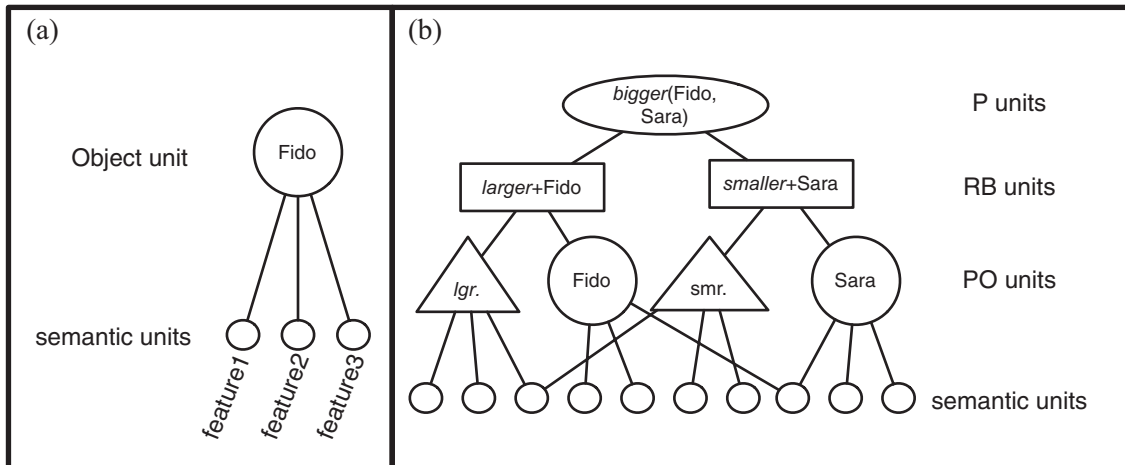 (a)
Object unit
Fido
semantic units
feature1
feature2
feature3
(b)
bigger(Fido,
Sara)
P units
larger+Fido
smaller+Sara
RB units
lgr.
Fido
smr.
Sara
PO units
semantic units